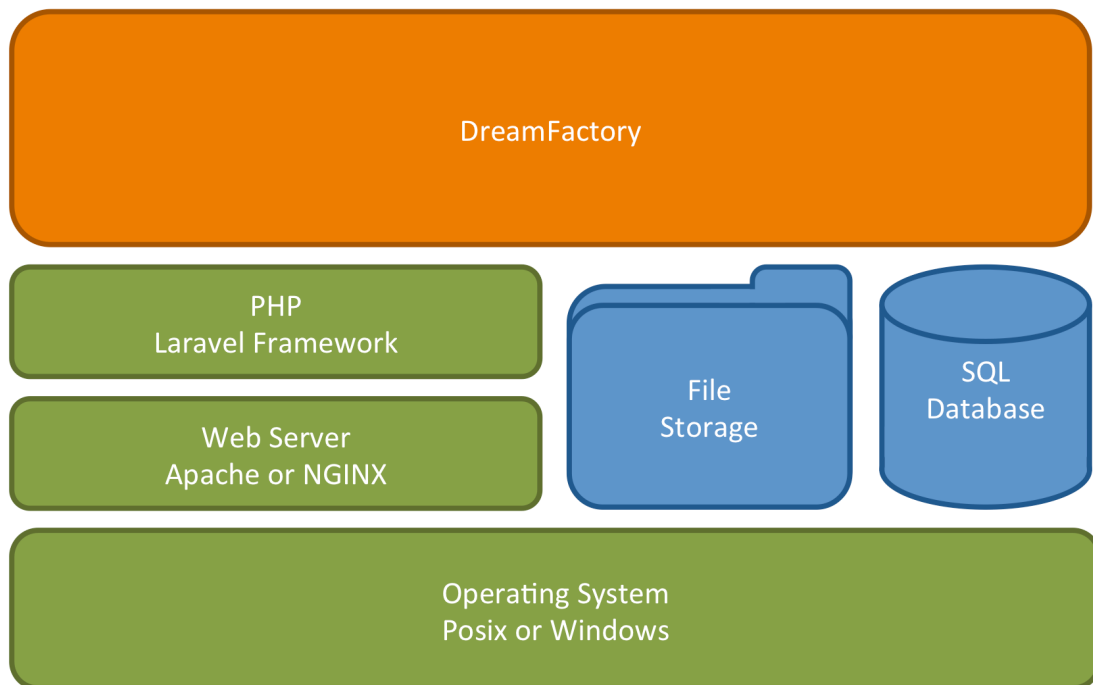 DreamFactory
PHP
Laravel Framework
Web Server
Apache or NGINX
File
Storage
SQL
Database
Operating System
Posix or Windows